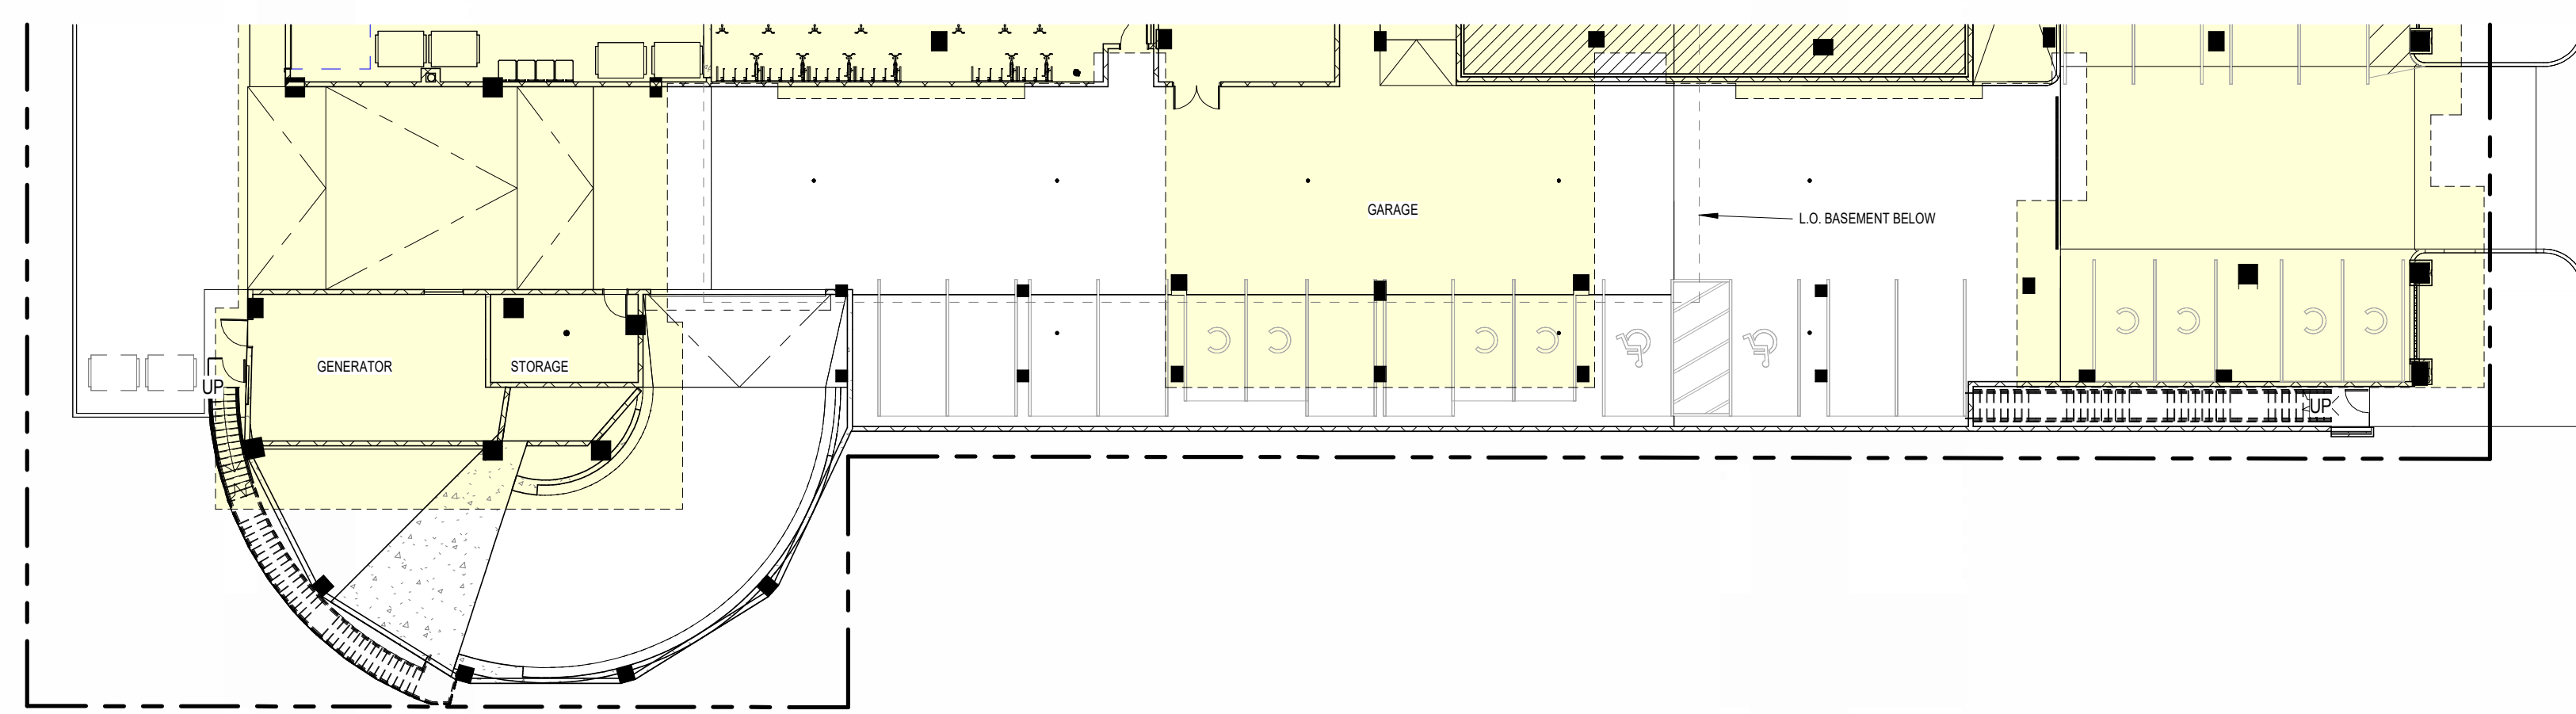 GARAGE
L.O. BASEMENT BELOW
GENERATOR
STORAGE
UP
UP
C
C
C
C
C
C
C
C